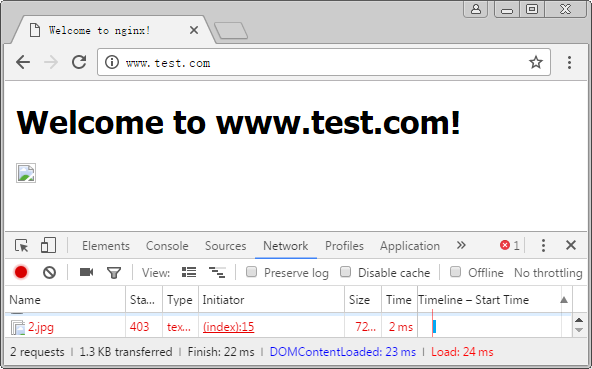 Welcome to nginx!
www.test.com
Welcome to www.test.com!
Elements Console Sources Network Profiles Application 1
View: Preserve log Disable cache Offline No throttling
Name Sta... Type Initiator Size Time Timeline – Start Time
2.jpg 403 tex... (index):15 72... 2 ms
2 requests | 1.3 KB transferred | Finish: 22 ms | DOMContentLoaded: 23 ms | Load: 24 ms